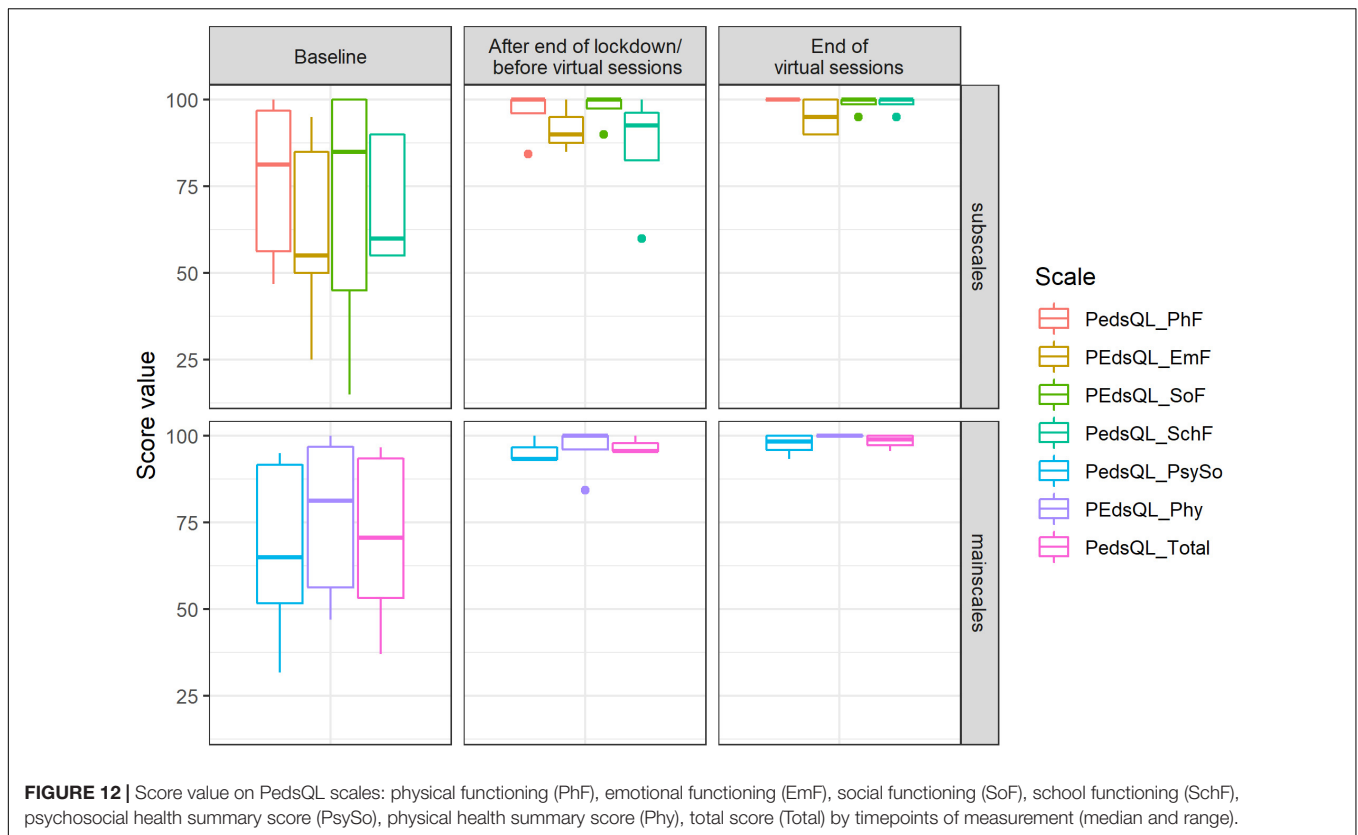 Baseline
After end of lockdown/
before virtual sessions
End of
virtual sessions
Score value
100
75
50
25
subscales
100
75
50
25
mainscales
Scale
PedsQL_PhF
PEdsQL_EmF
PEdsQL_SoF
PedsQL_SchF
PedsQL_PsySo
PEdsQL_Phy
PedsQL_Total
FIGURE 12 | Score value on PedsQL scales: physical functioning (PhF), emotional functioning (EmF), social functioning (SoF), school functioning (SchF),
psychosocial health summary score (PsySo), physical health summary score (Phy), total score (Total) by timepoints of measurement (median and range).